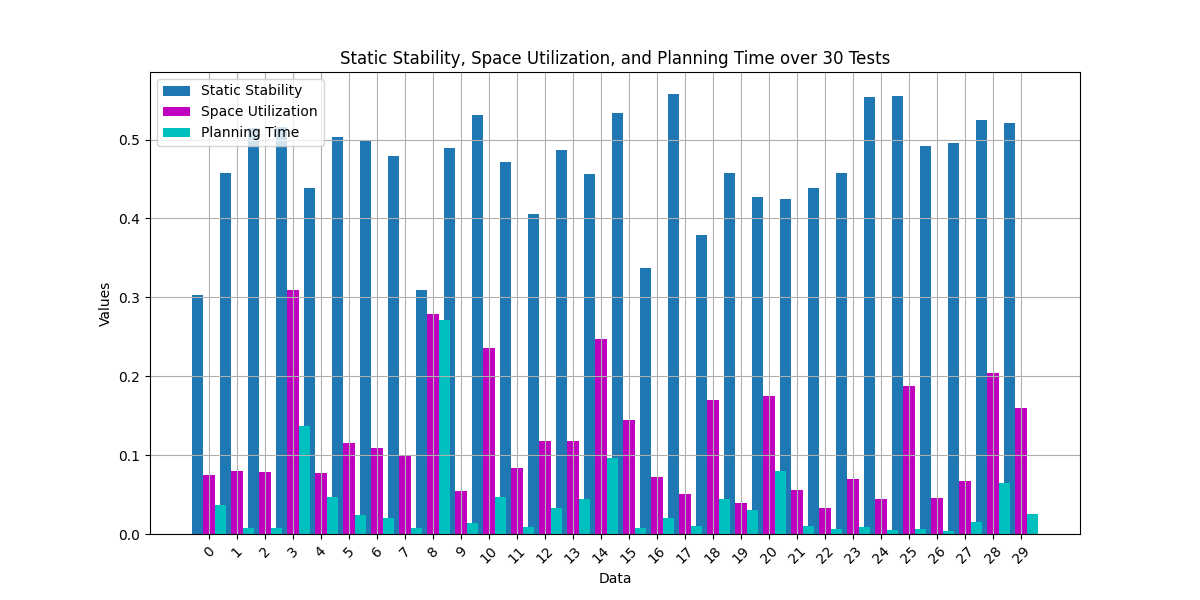 Static Stability, Space Utilization, and Planning Time over 30 Tests
Static Stability
Space Utilization
Planning Time
Values
0.5
0.4
0.3
0.2
0.1
0.0
0 1 2 3 4 5 6 7 8 9 10 11 12 13 14 15 16 17 18 19 20 21 22 23 24 25 26 27 28 29
Data